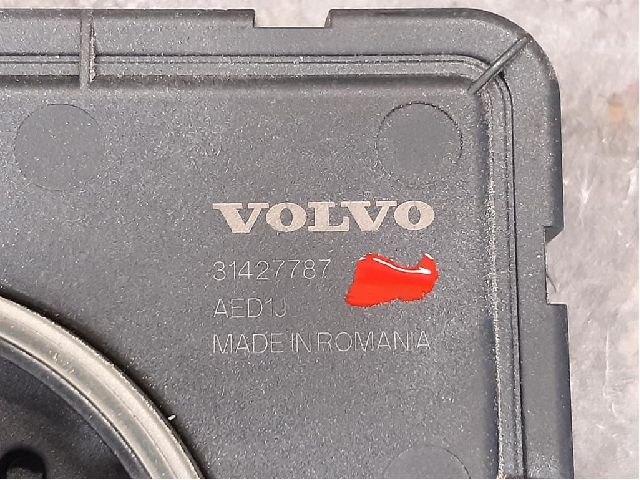 VOLVO
31427787
AED1J
MADE IN ROMANIA